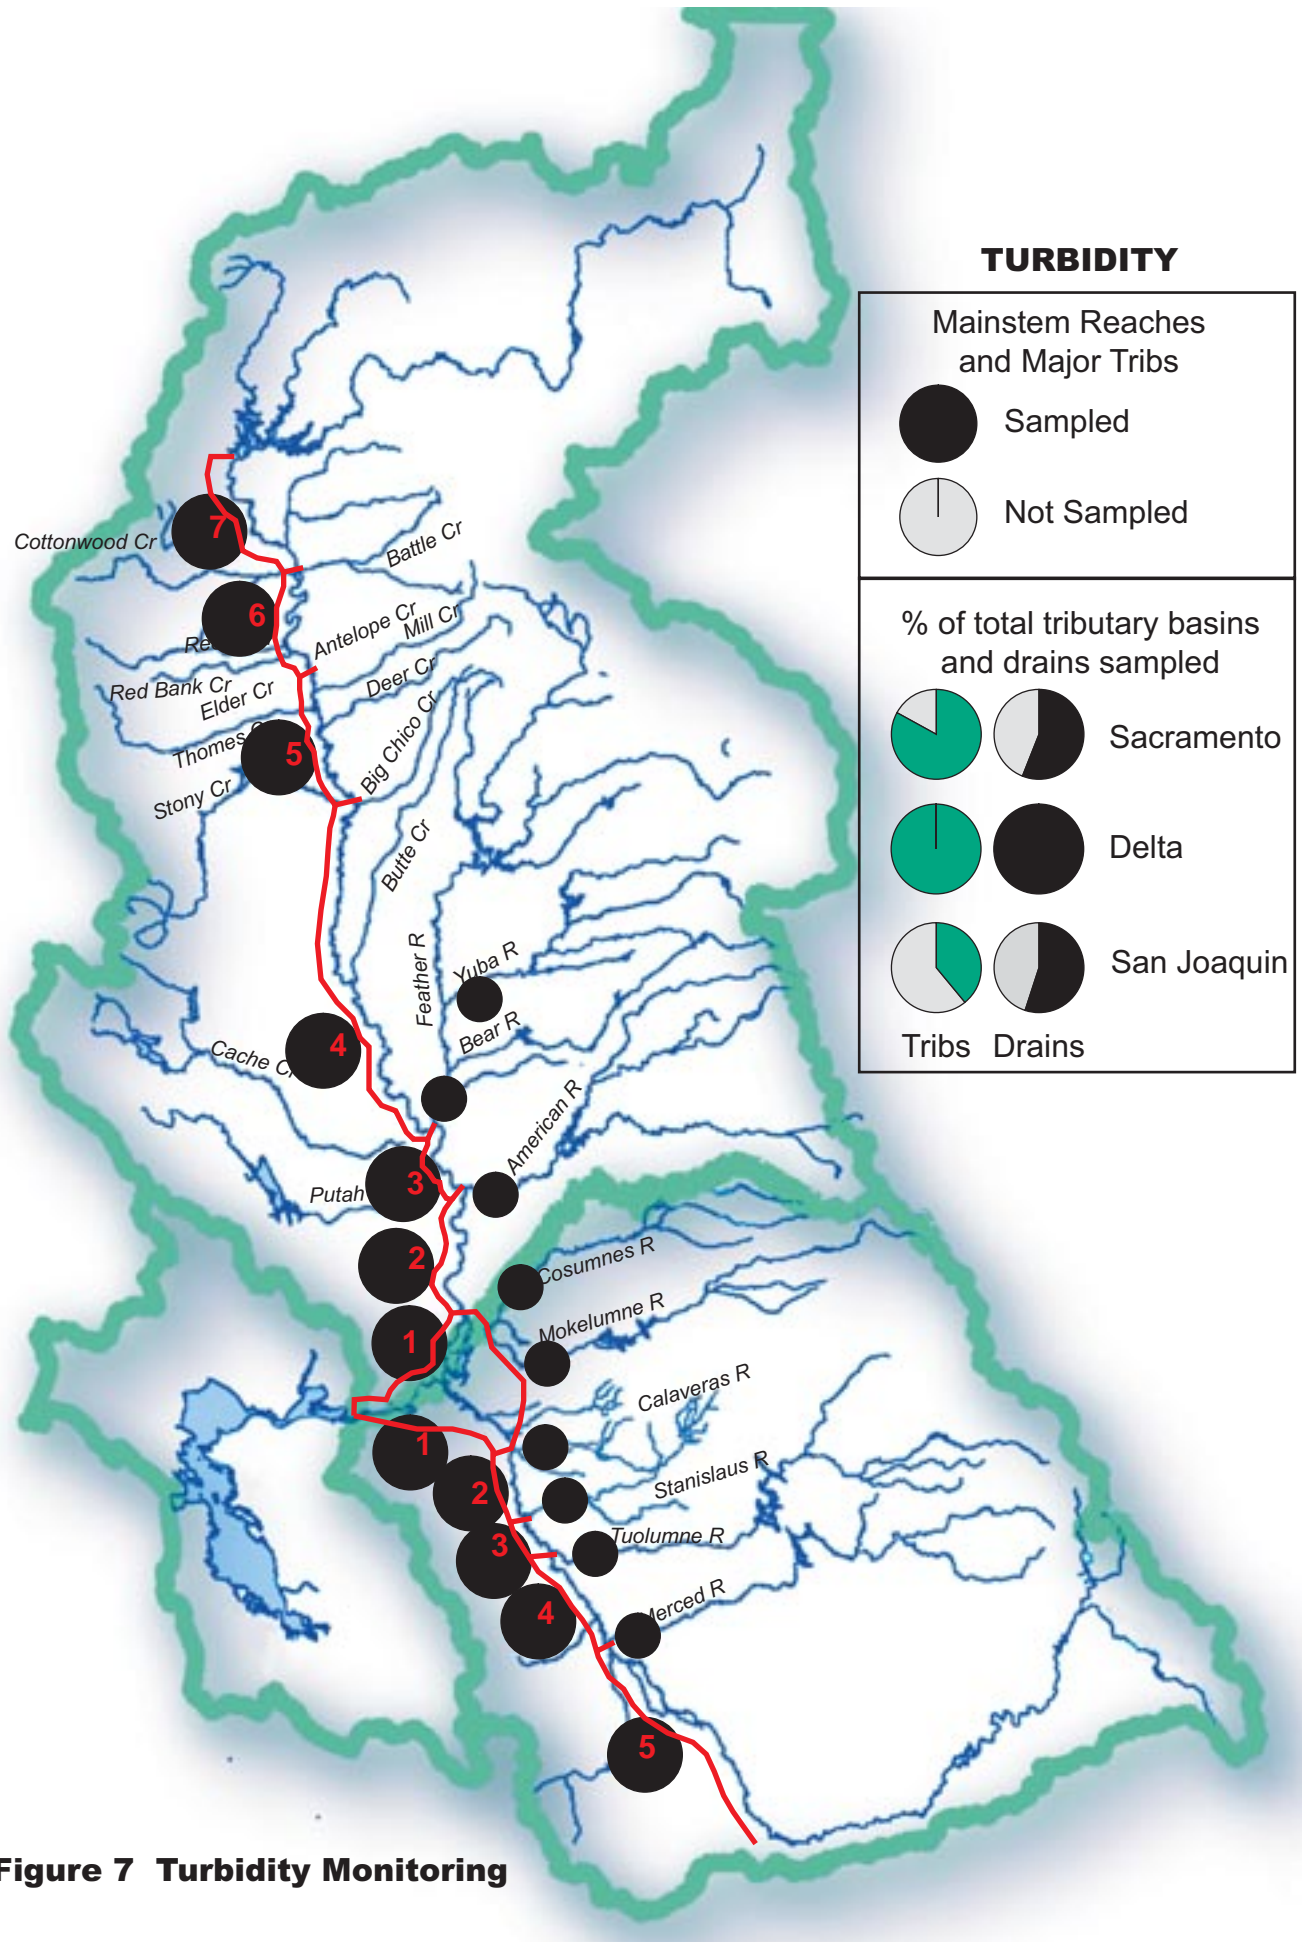 TURBIDITY
Mainstem Reaches
and Major Tribs
Sampled
Not Sampled
% of total tributary basins
and drains sampled
Sacramento
Delta
San Joaquin
Tribs Drains
7
Cottonwood Cr
Battle Cr
6
Antelope Cr
Mill Cr
Red Bank Cr
Elder Cr
Deer Cr
Thomes
5
Big Chico Cr
Stony Cr
Butte Cr
Feather R
Yuba R
4
Bear R
Cache Cr
American R
3
Putah
2
Cosumnes R
1
Mokelumne R
Calaveras R
1
2
Stanislaus R
3
Tuolumne R
4
Merced R
5
Figure 7 Turbidity Monitoring